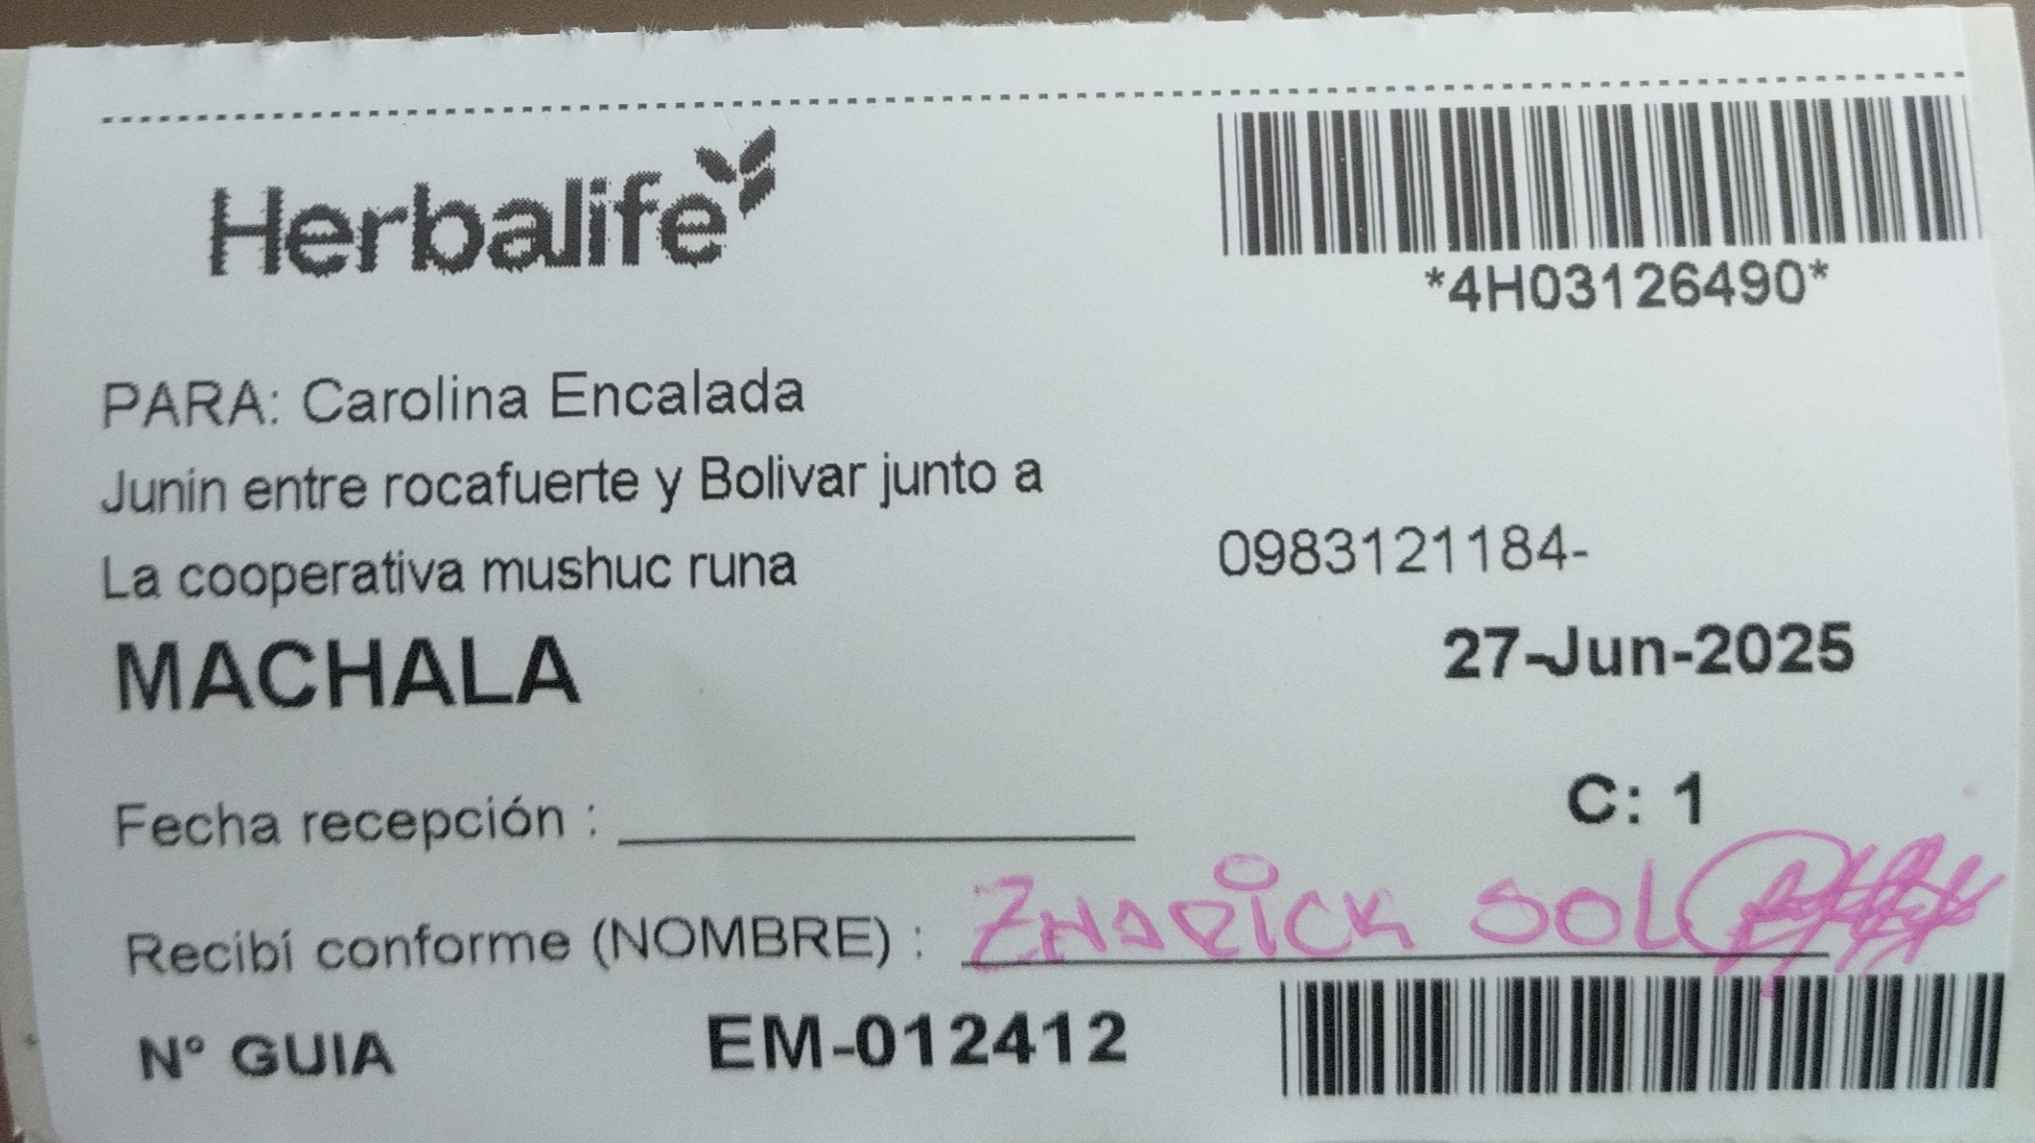 Herbalife
*4H03126490*
PARA: Carolina Encalada
Junin entre rocafuerte y Bolivar junto a
La cooperativa mushuc runa
0983121184-
MACHALA
27-Jun-2025
Fecha recepción :
C: 1
Recibí conforme (NOMBRE) : SOL
N° GUIA EM-012412